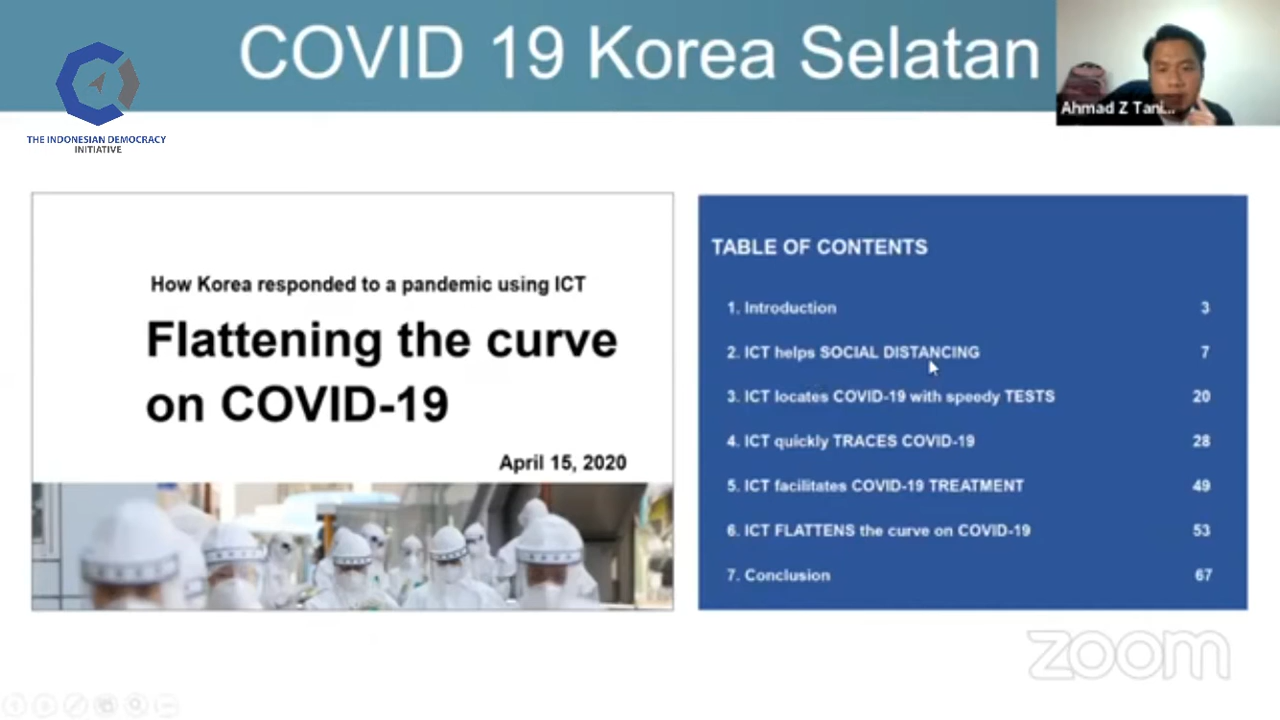 COVID 19 Korea Selatan
Ahmad Z Tani...
THE INDONESIAN DEMOCRACY
INITIATIVE
How Korea responded to a pandemic using ICT
Flattening the curve
on COVID-19
April 15, 2020
TABLE OF CONTENTS
1. Introduction 3
2. ICT helps SOCIAL DISTANCING 7
3. ICT locates COVID-19 with speedy TESTS 20
4. ICT quickly TRACES COVID-19 28
5. ICT facilitates COVID-19 TREATMENT 49
6. ICT FLATTENS the curve on COVID-19 53
7. Conclusion 67
zoom